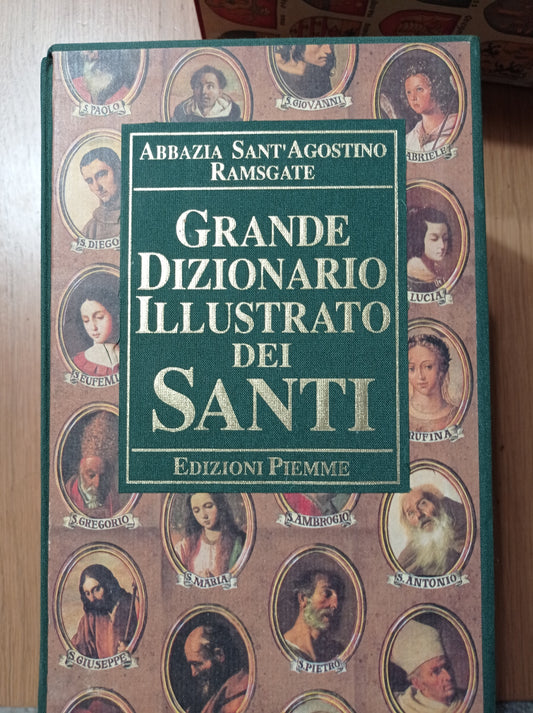 S. PAOLO
S. GIOVANNI
ABBAZIA SANT'AGOSTINO
RAMSGATE
S. DIEGO
GRANDE
DIZIONARIO
ILLUSTRATO
DEI
SANTI
LUCIA
S. EUFEMI
RUFINA
EDIZIONI PIEMME
S. GREGORIO
S. AMBROGIO
S. MARIA
S. ANTONIO
S. GIUSEPPE
S. PIETRO